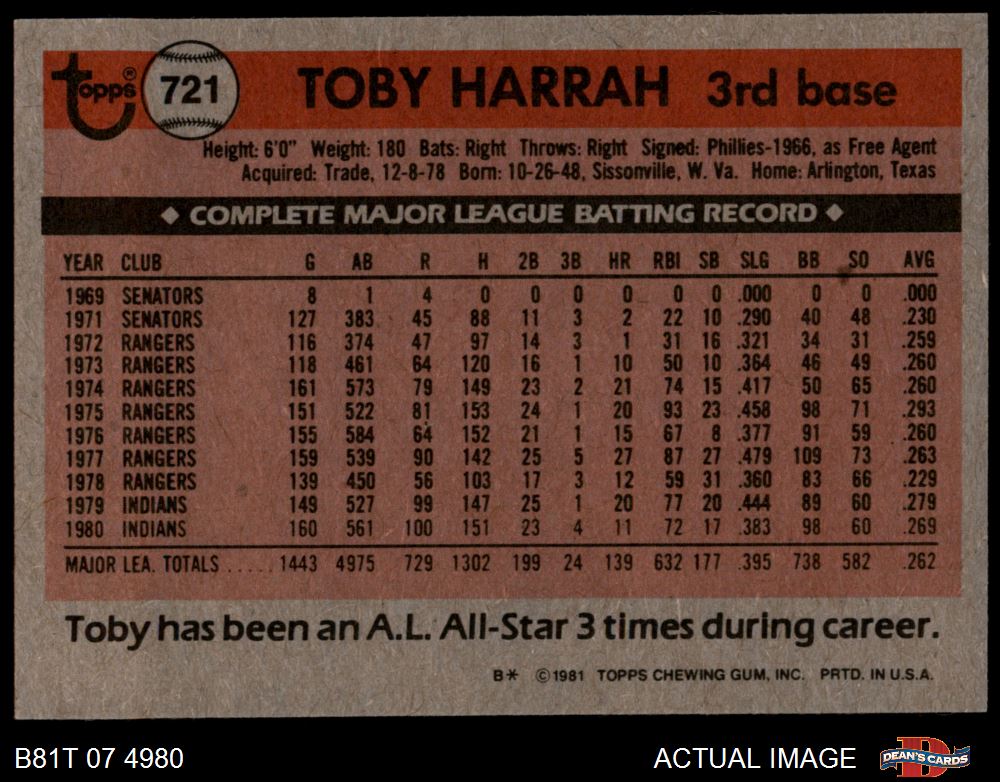 Topps® 721 TOBY HARRAH 3rd base
Height: 6'0" Weight: 180 Bats: Right Throws: Right Signed: Phillies-1966, as Free Agent
Acquired: Trade, 12-8-78 Born: 10-26-48, Sissonville, W. Va. Home: Arlington, Texas
◆ COMPLETE MAJOR LEAGUE BATTING RECORD ◆
YEAR CLUB G AB R H 2B 3B HR RBI SB SLG BB SO AVG
1969 SENATORS 8 1 4 0 0 0 0 0 0 .000 0 0 .000
1971 SENATORS 127 383 45 88 11 3 2 22 10 .290 40 48 .230
1972 RANGERS 116 374 47 97 14 3 1 31 16 .321 34 31 .259
1973 RANGERS 118 461 64 120 16 1 10 50 10 .364 46 49 .260
1974 RANGERS 161 573 79 149 23 2 21 74 15 .417 50 65 .260
1975 RANGERS 151 522 81 153 24 1 20 93 23 .458 98 71 .293
1976 RANGERS 155 584 64 152 21 1 15 67 8 .377 91 59 .260
1977 RANGERS 159 539 90 142 25 5 27 87 27 .479 109 73 .263
1978 RANGERS 139 450 56 103 17 3 12 59 31 .360 83 66 .229
1979 INDIANS 149 527 99 147 25 1 20 77 20 .444 89 60 .279
1980 INDIANS 160 561 100 151 23 4 11 72 17 .383 98 60 .269
MAJOR LEA. TOTALS ..... 1443 4975 729 1302 199 24 139 632 177 .395 738 582 .262
Toby has been an A.L. All-Star 3 times during career.
B* ©1981 TOPPS CHEWING GUM, INC. PRTD. IN U.S.A.
B81T 07 4980 ACTUAL IMAGE DEAN'S CARDS